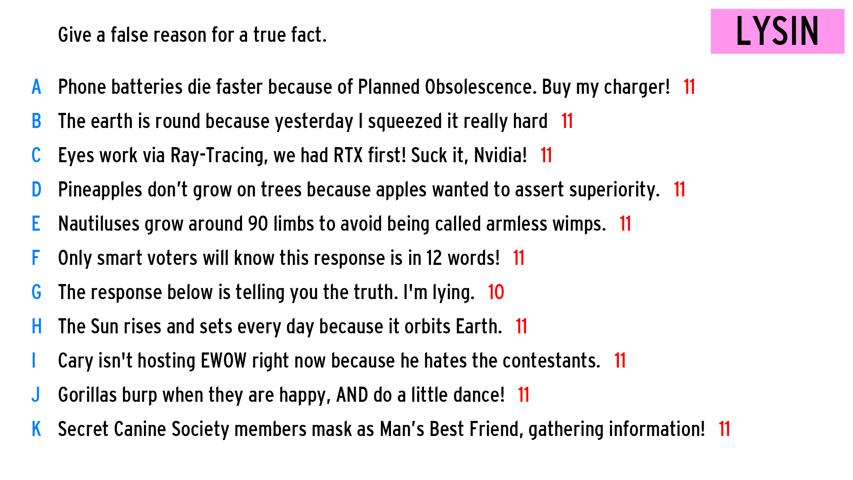 Give a false reason for a true fact.
LYSIN
A Phone batteries die faster because of Planned Obsolescence. Buy my charger! 11
B The earth is round because yesterday I squeezed it really hard 11
C Eyes work via Ray-Tracing, we had RTX first! Suck it, Nvidia! 11
D Pineapples don't grow on trees because apples wanted to assert superiority. 11
E Nautiluses grow around 90 limbs to avoid being called armless wimps. 11
F Only smart voters will know this response is in 12 words! 11
G The response below is telling you the truth. I'm lying. 10
H The Sun rises and sets every day because it orbits Earth. 11
I Cary isn't hosting EWOW right now because he hates the contestants. 11
J Gorillas burp when they are happy, AND do a little dance! 11
K Secret Canine Society members mask as Man's Best Friend, gathering information! 11